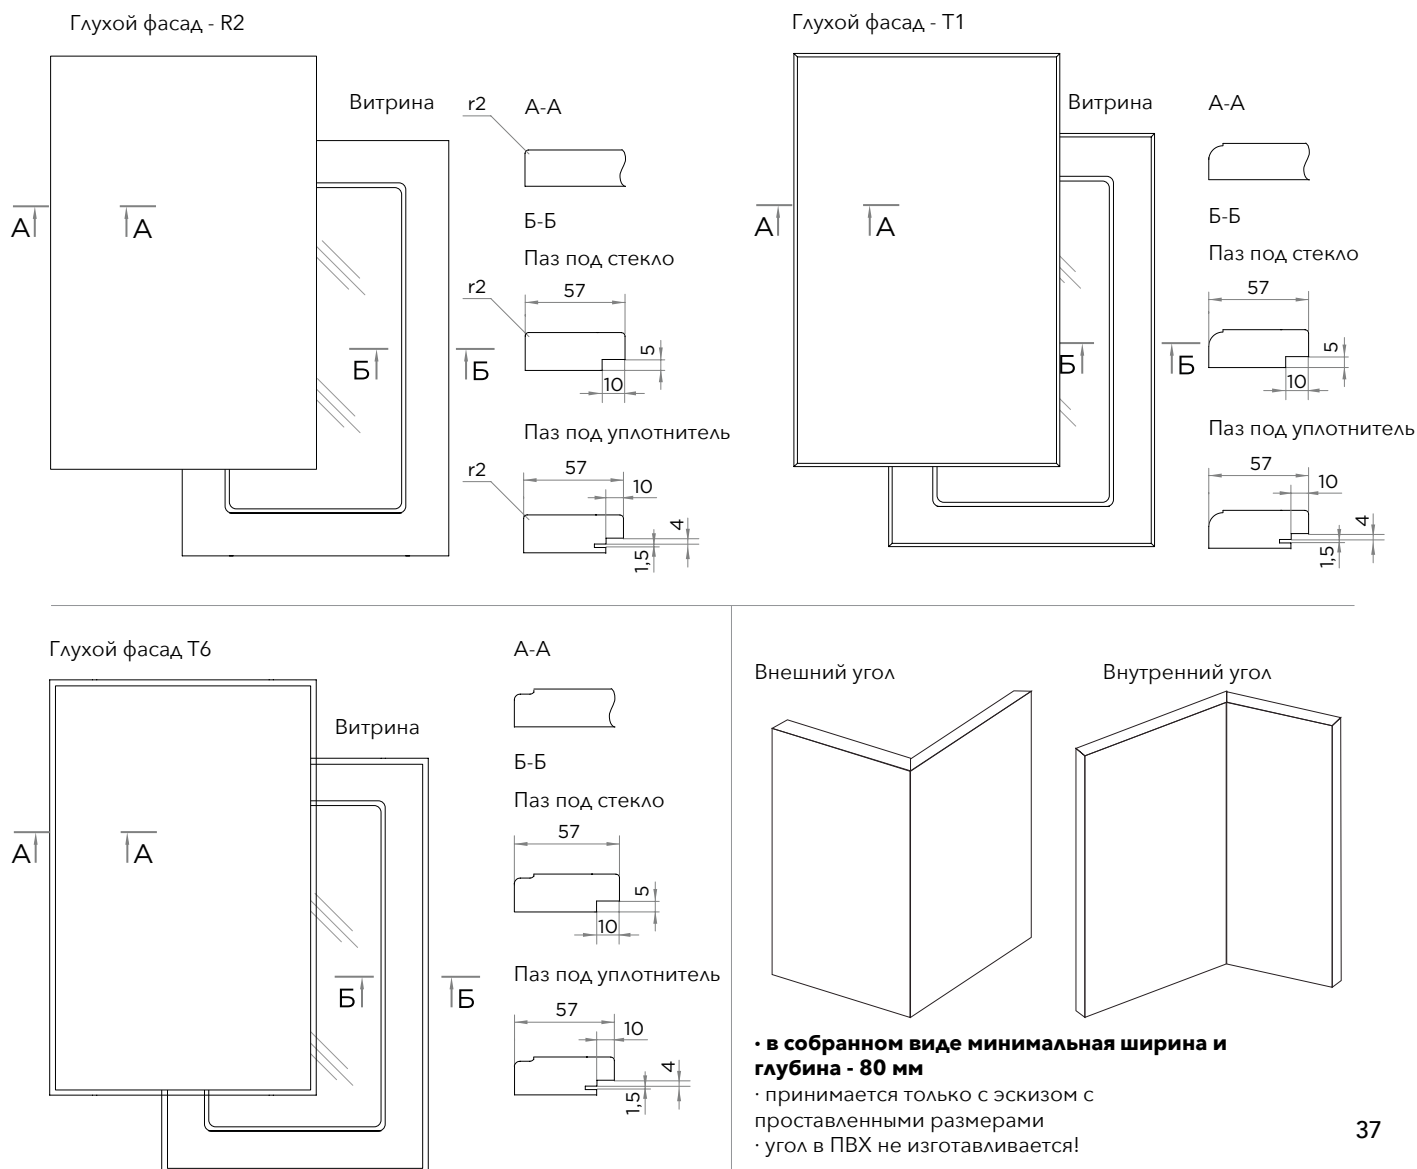 Глухой фасад - R2
Витрина
r2
А-А
А
А
Б-Б
Паз под стекло
r2
57
5
10
Б
Б
Паз под уплотнитель
r2
57
10
4
1,5
Глухой фасад - Т1
Витрина
А-А
А
А
Б-Б
Паз под стекло
57
5
10
Б
Б
Паз под уплотнитель
57
10
4
1,5
Глухой фасад Т6
Витрина
А-А
А
А
Б-Б
Паз под стекло
57
5
10
Б
Б
Паз под уплотнитель
57
10
4
1,5
Внешний угол
Внутренний угол
· в собранном виде минимальная ширина и
глубина - 80 мм
· принимается только с эскизом с
проставленными размерами
· угол в ПВХ не изготавливается!
37